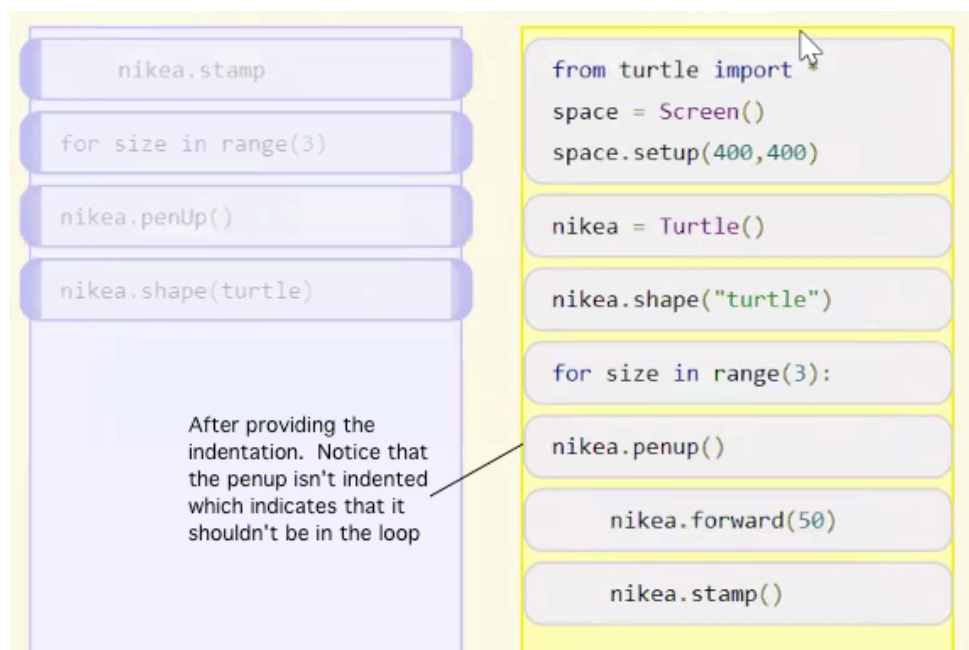 nikea.stamp
for size in range(3)
nikea.penUp()
nikea.shape(turtle)
After providing the
indentation. Notice that
the penup isn't indented
which indicates that it
shouldn't be in the loop
from turtle import *
space = Screen()
space.setup(400,400)
nikea = Turtle()
nikea.shape("turtle")
for size in range(3):
nikea.penup()
nikea.forward(50)
nikea.stamp()